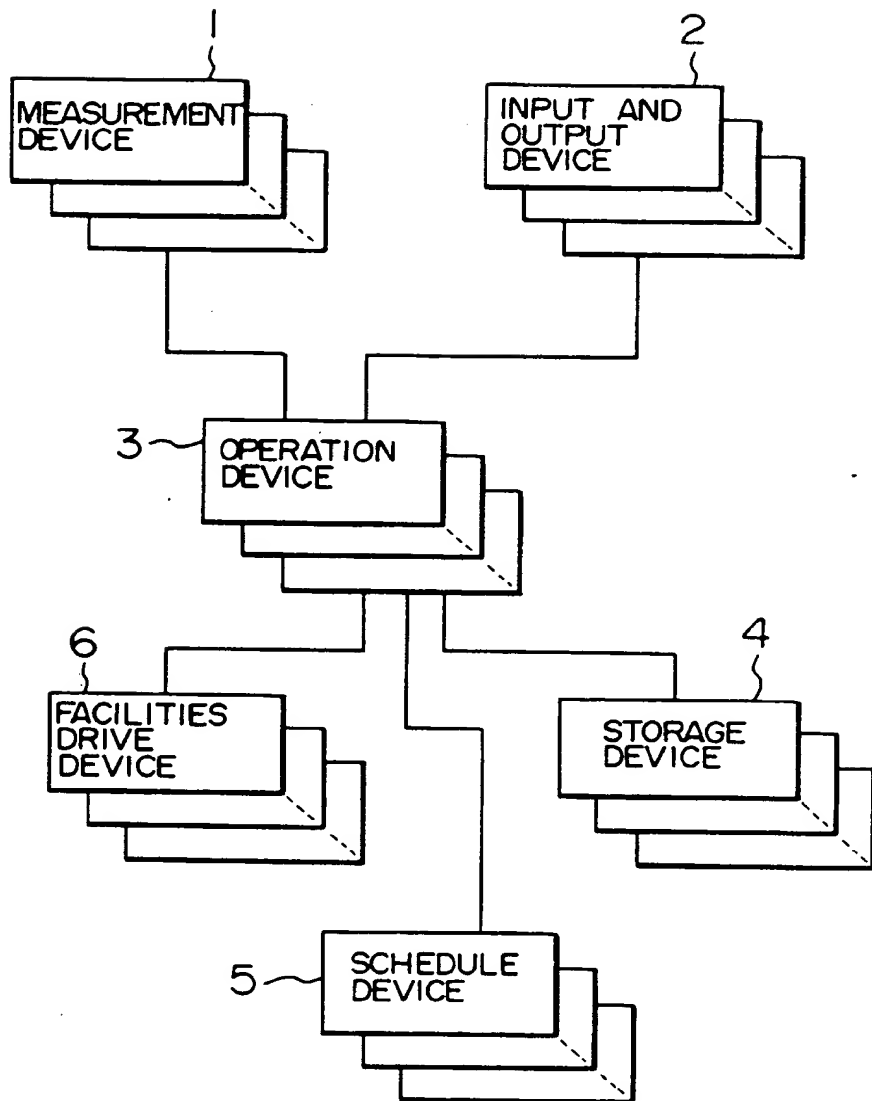 1
MEASUREMENT
DEVICE
2
INPUT AND
OUTPUT
DEVICE
3
OPERATION
DEVICE
6
FACILITIES
DRIVE
DEVICE
4
STORAGE
DEVICE
5
SCHEDULE
DEVICE